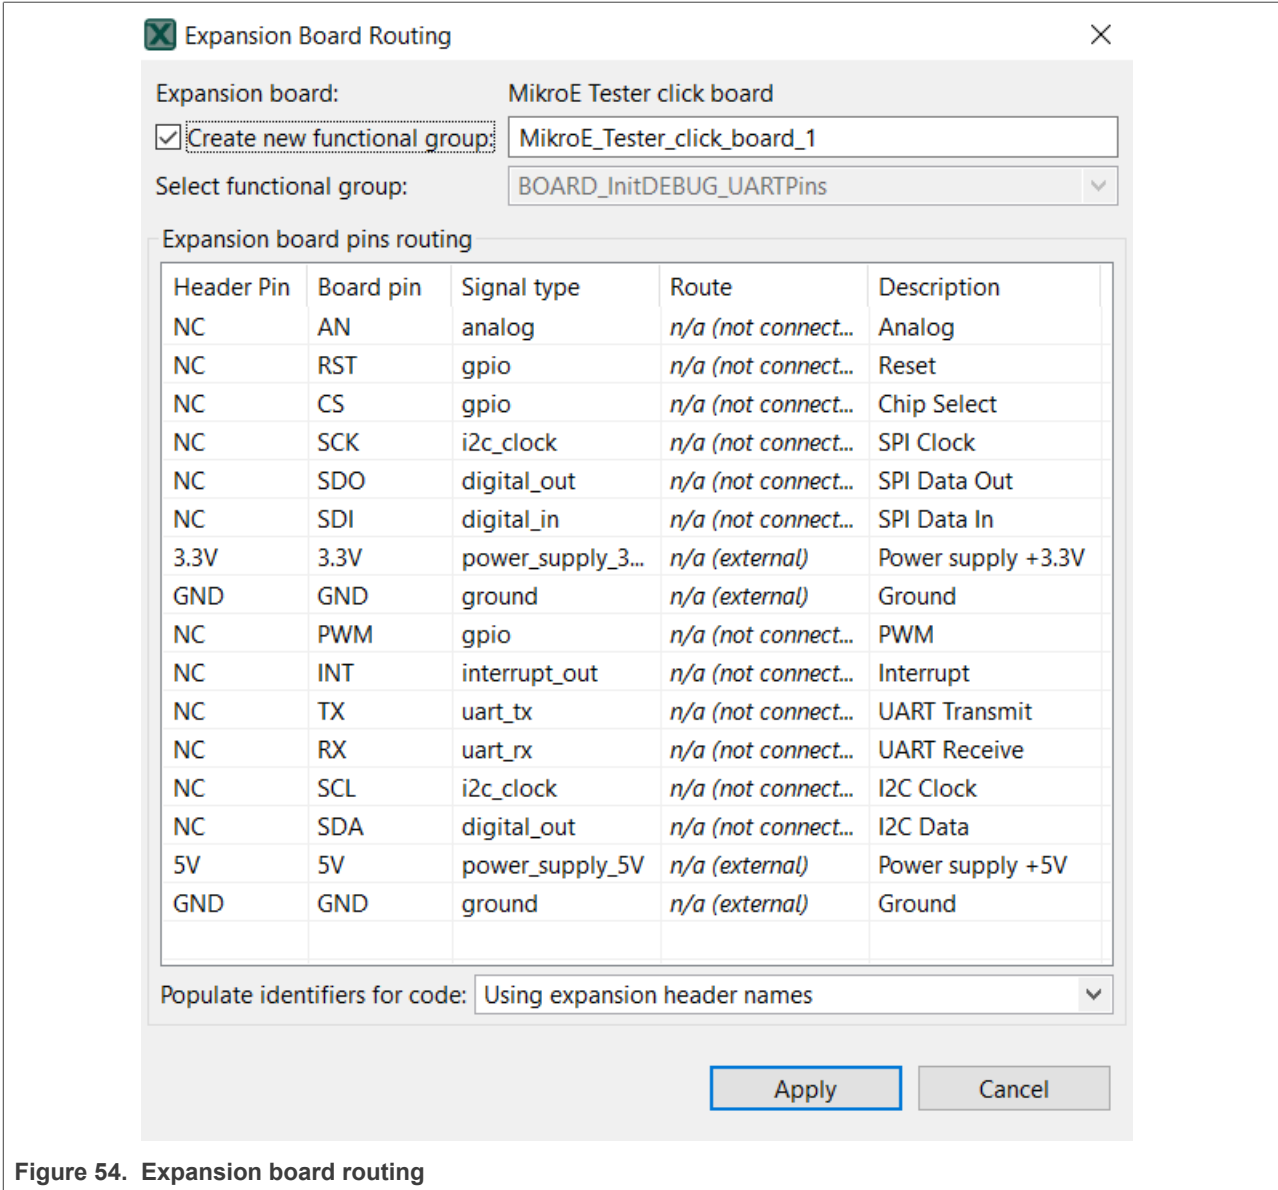 Expansion Board Routing
Expansion board: MikroE Tester click board
Create new functional group: MikroE_Tester_click_board_1
Select functional group: BOARD_InitDEBUG_UARTPins
Expansion board pins routing
Header Pin Board pin Signal type Route Description
NC AN analog n/a (not connect... Analog
NC RST gpio n/a (not connect... Reset
NC CS gpio n/a (not connect... Chip Select
NC SCK i2c_clock n/a (not connect... SPI Clock
NC SDO digital_out n/a (not connect... SPI Data Out
NC SDI digital_in n/a (not connect... SPI Data In
3.3V 3.3V power_supply_3... n/a (external) Power supply +3.3V
GND GND ground n/a (external) Ground
NC PWM gpio n/a (not connect... PWM
NC INT interrupt_out n/a (not connect... Interrupt
NC TX uart_tx n/a (not connect... UART Transmit
NC RX uart_rx n/a (not connect... UART Receive
NC SCL i2c_clock n/a (not connect... I2C Clock
NC SDA digital_out n/a (not connect... I2C Data
5V 5V power_supply_5V n/a (external) Power supply +5V
GND GND ground n/a (external) Ground
Populate identifiers for code: Using expansion header names
Apply Cancel
Figure 54. Expansion board routing